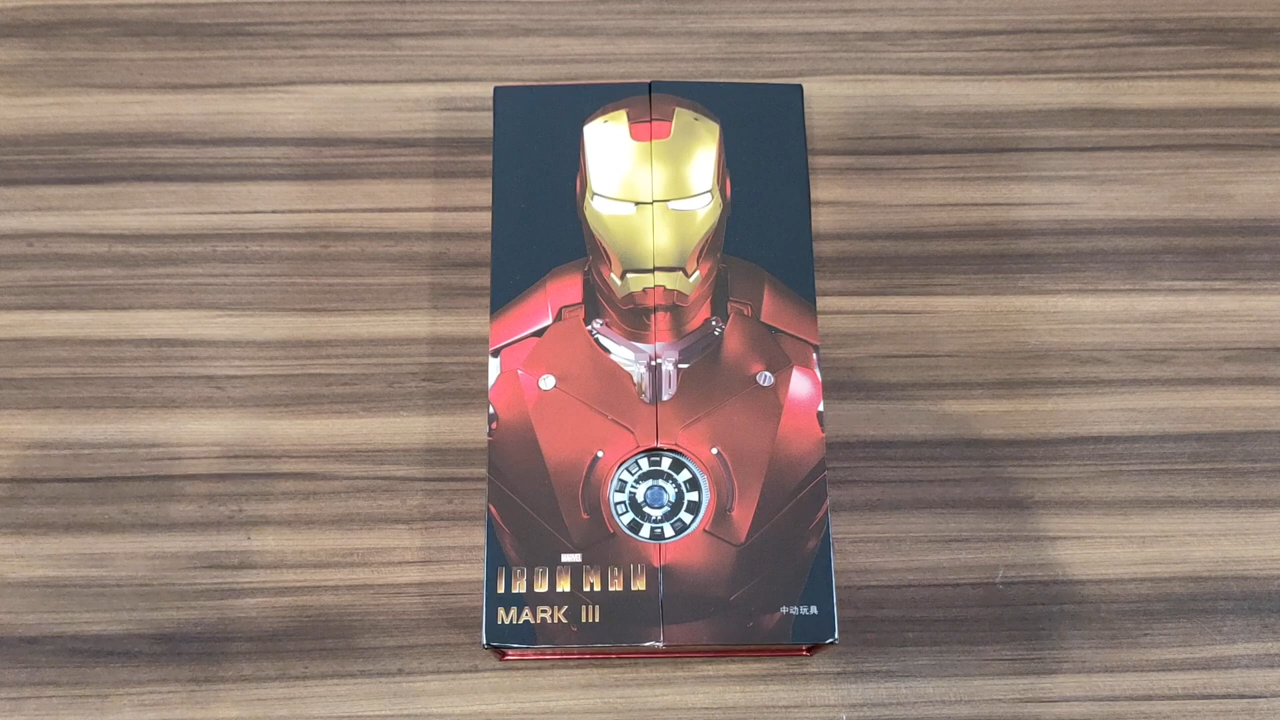 MARVEL
IRON MAN
MARK III
中动玩具